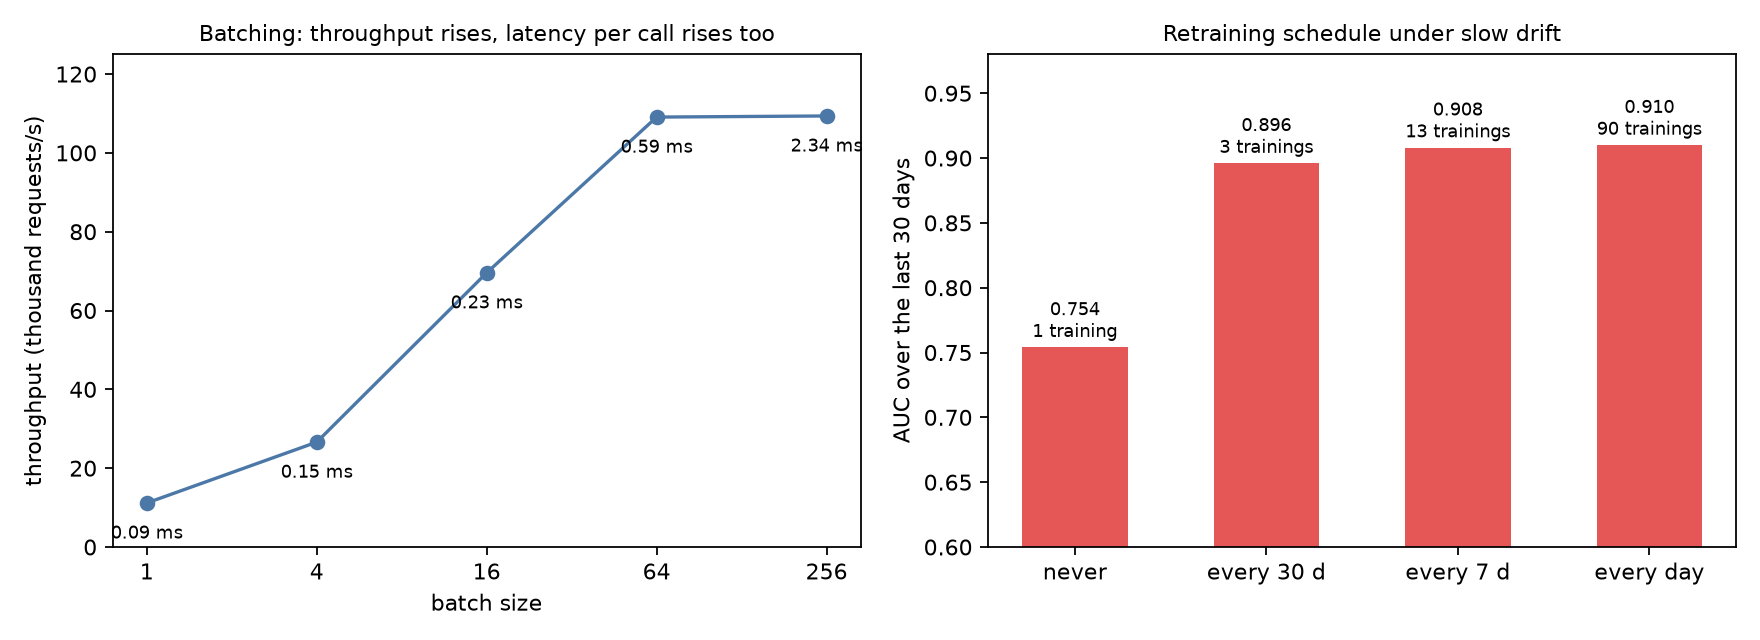 Batching: throughput rises, latency per call rises too
throughput (thousand requests/s)
120
100
80
60
40
20
0
0.09 ms
0.15 ms
0.23 ms
0.59 ms
2.34 ms
1
4
16
64
256
batch size
Retraining schedule under slow drift
AUC over the last 30 days
0.95
0.90
0.85
0.80
0.75
0.70
0.65
0.60
0.754
1 training
0.896
3 trainings
0.908
13 trainings
0.910
90 trainings
never
every 30 d
every 7 d
every day